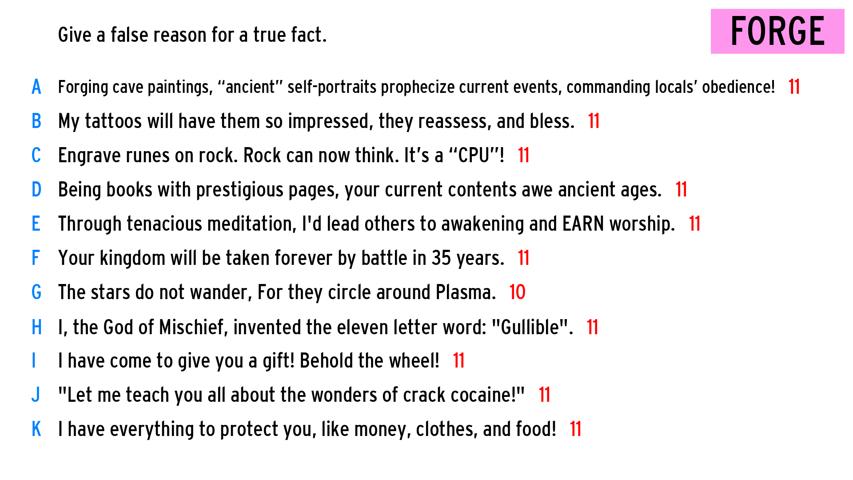 Give a false reason for a true fact.
FORGE
A Forging cave paintings, “ancient” self-portraits prophecize current events, commanding locals’ obedience! 11
B My tattoos will have them so impressed, they reassess, and bless. 11
C Engrave runes on rock. Rock can now think. It’s a “CPU”! 11
D Being books with prestigious pages, your current contents awe ancient ages. 11
E Through tenacious meditation, I'd lead others to awakening and EARN worship. 11
F Your kingdom will be taken forever by battle in 35 years. 11
G The stars do not wander, For they circle around Plasma. 10
H I, the God of Mischief, invented the eleven letter word: "Gullible". 11
I I have come to give you a gift! Behold the wheel! 11
J "Let me teach you all about the wonders of crack cocaine!" 11
K I have everything to protect you, like money, clothes, and food! 11